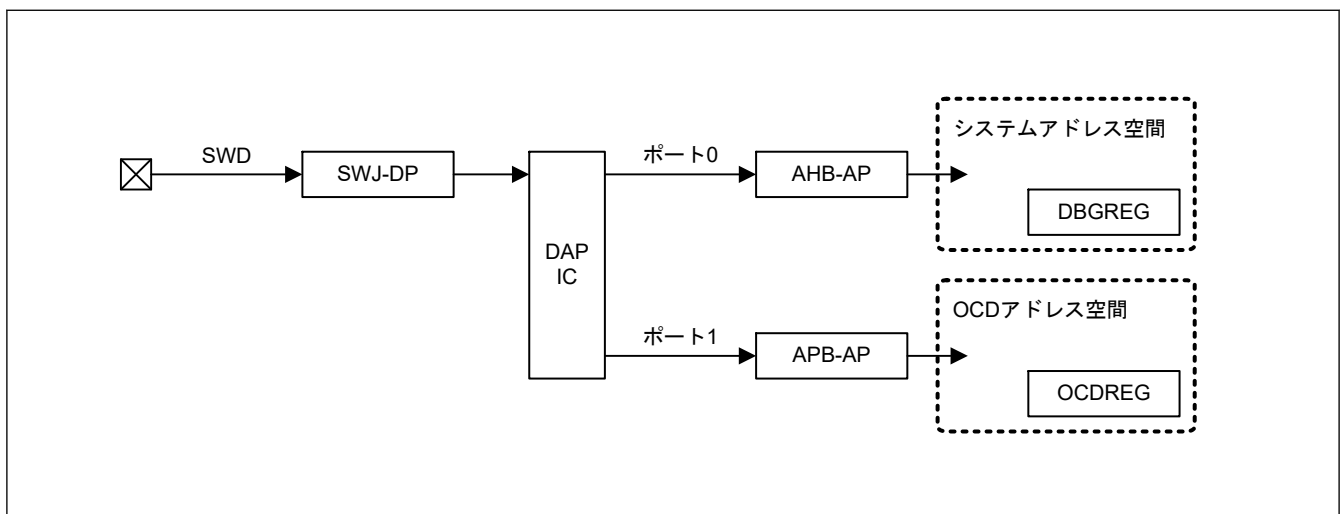 SWD
SWJ-DP
DAP
IC
ポート0
AHB-AP
システムアドレス空間
DBGREG
ポート1
APB-AP
OCDアドレス空間
OCDREG